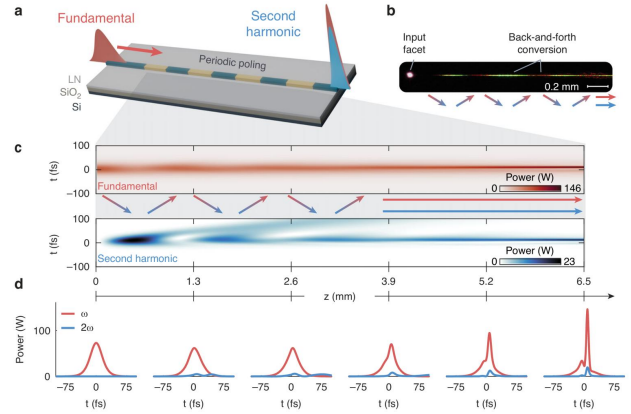 a
Fundamental
Second
harmonic
Periodic poling
LN
SiO₂
Si
b
Input
facet
Back-and-forth
conversion
0.2 mm
c
t (fs)
100
0
−100
Fundamental
Power (W)
0 146
t (fs)
100
0
−100
Second harmonic
Power (W)
0 23
0 1.3 2.6 3.9 5.2 6.5
z (mm)
d
Power (W)
100
0
ω
2ω
−75 0 75 −75 0 75 −75 0 75 −75 0 75 −75 0 75 −75 0 75
t (fs) t (fs) t (fs) t (fs) t (fs) t (fs)